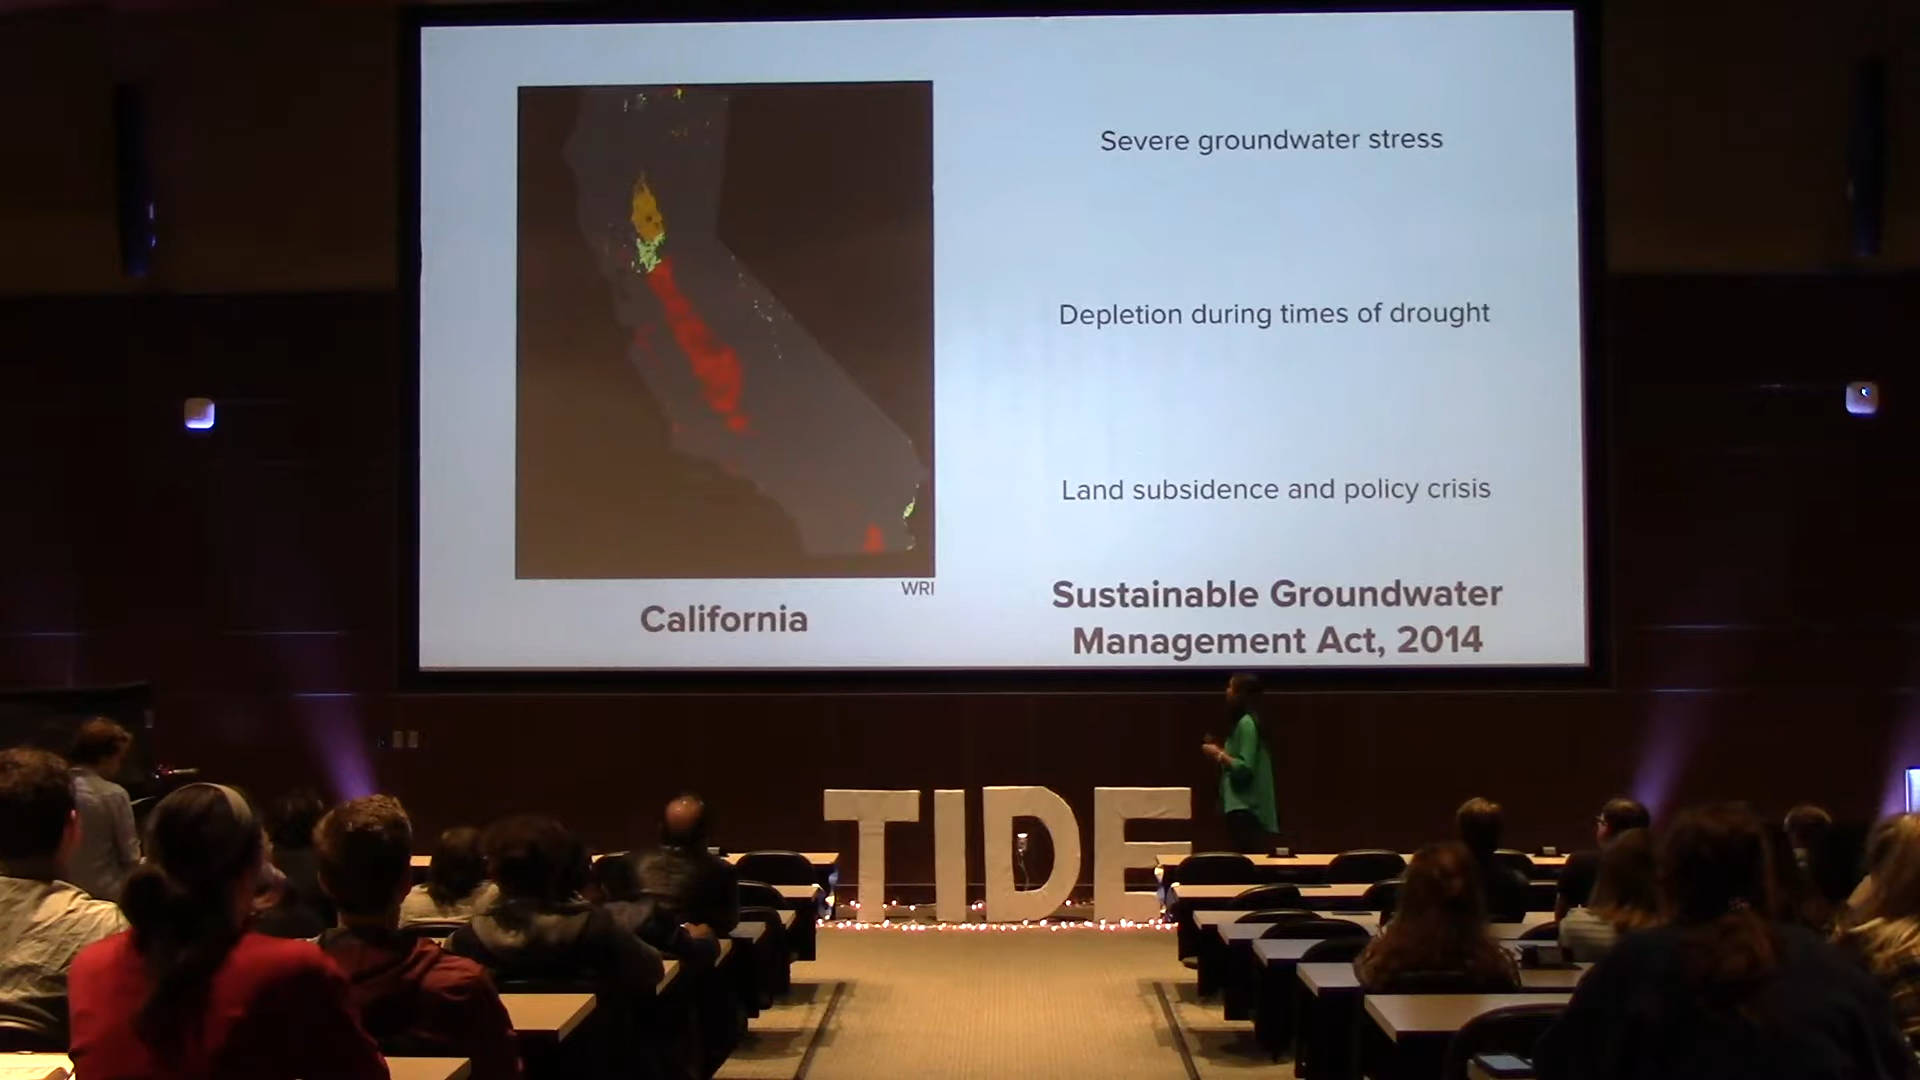 Severe groundwater stress
Depletion during times of drought
Land subsidence and policy crisis
WRI
California
Sustainable Groundwater
Management Act, 2014
TIDE